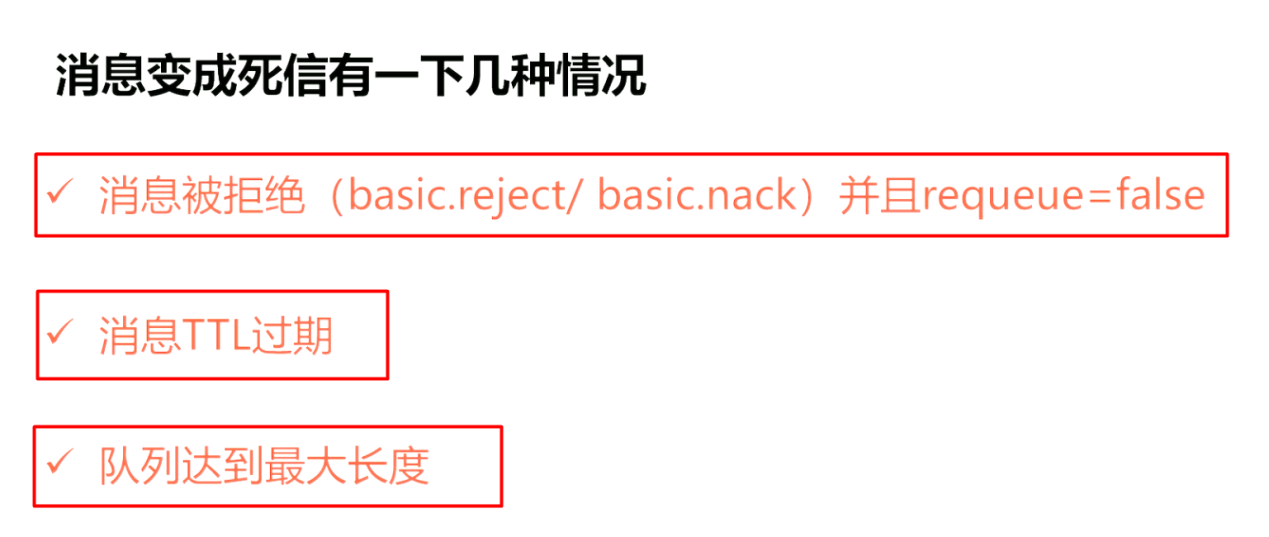 消息变成死信有一下几种情况
✓ 消息被拒绝（basic.reject/ basic.nack）并且requeue=false
✓ 消息TTL过期
✓ 队列达到最大长度